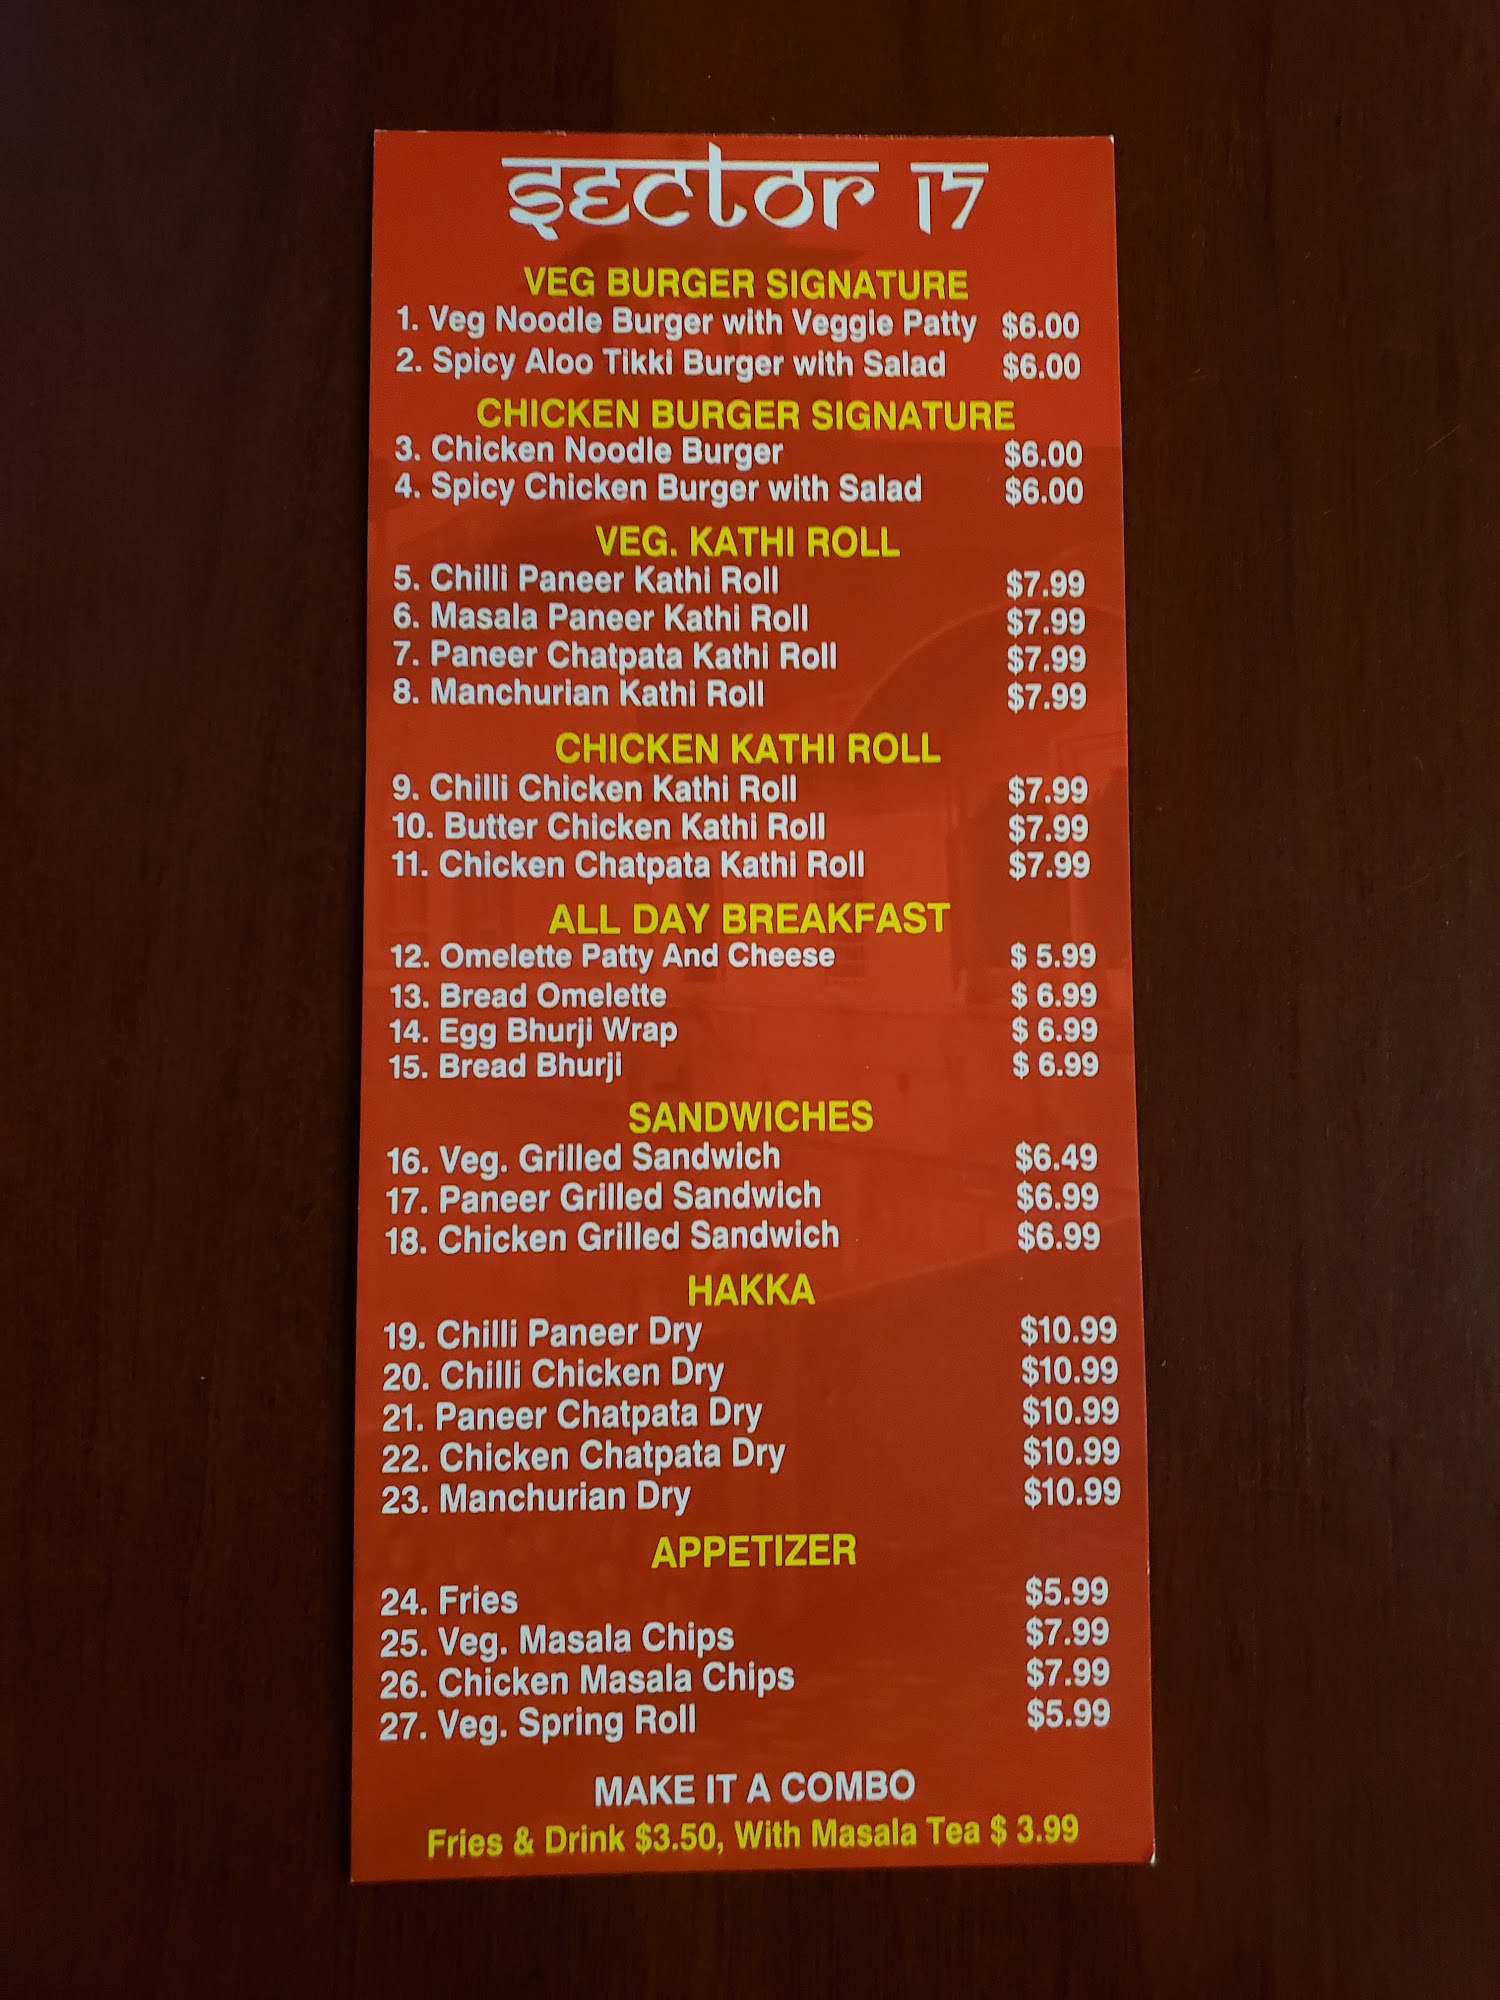 Sector 17
VEG BURGER SIGNATURE
1. Veg Noodle Burger with Veggie Patty $6.00
2. Spicy Aloo Tikki Burger with Salad $6.00
CHICKEN BURGER SIGNATURE
3. Chicken Noodle Burger $6.00
4. Spicy Chicken Burger with Salad $6.00
VEG. KATHI ROLL
5. Chilli Paneer Kathi Roll $7.99
6. Masala Paneer Kathi Roll $7.99
7. Paneer Chatpata Kathi Roll $7.99
8. Manchurian Kathi Roll $7.99
CHICKEN KATHI ROLL
9. Chilli Chicken Kathi Roll $7.99
10. Butter Chicken Kathi Roll $7.99
11. Chicken Chatpata Kathi Roll $7.99
ALL DAY BREAKFAST
12. Omelette Patty And Cheese $ 5.99
13. Bread Omelette $ 6.99
14. Egg Bhurji Wrap $ 6.99
15. Bread Bhurji $ 6.99
SANDWICHES
16. Veg. Grilled Sandwich $6.49
17. Paneer Grilled Sandwich $6.99
18. Chicken Grilled Sandwich $6.99
HAKKA
19. Chilli Paneer Dry $10.99
20. Chilli Chicken Dry $10.99
21. Paneer Chatpata Dry $10.99
22. Chicken Chatpata Dry $10.99
23. Manchurian Dry $10.99
APPETIZER
24. Fries $5.99
25. Veg. Masala Chips $7.99
26. Chicken Masala Chips $7.99
27. Veg. Spring Roll $5.99
MAKE IT A COMBO
Fries & Drink $3.50, With Masala Tea $ 3.99